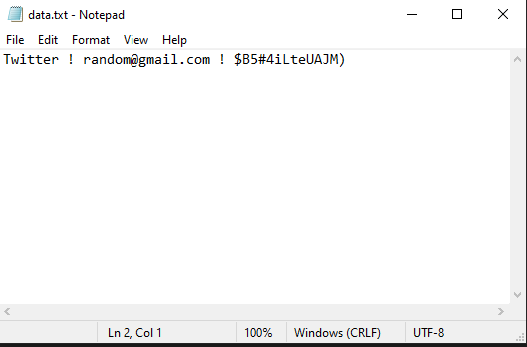 data.txt - Notepad
File Edit Format View Help
Twitter ! random@gmail.com ! $B5#4iLteUAJM)
Ln 2, Col 1 100% Windows (CRLF) UTF-8